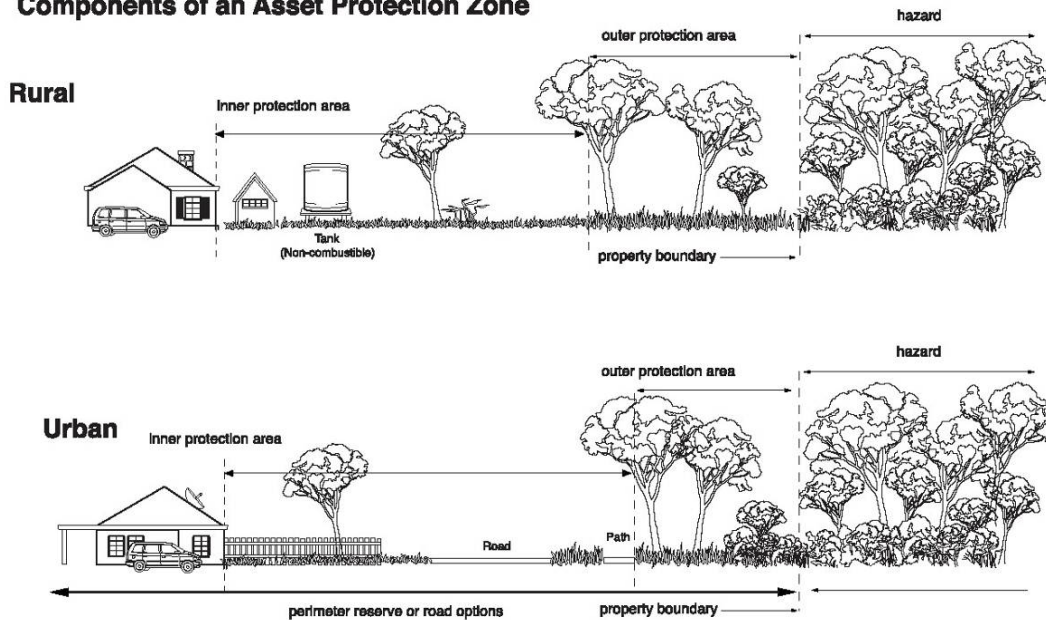 Components of an Asset Protection Zone
hazard
outer protection area
Rural
inner protection area
Tank
(Non-combustible)
property boundary
hazard
outer protection area
Urban
inner protection area
Road
Path
perimeter reserve or road options
property boundary